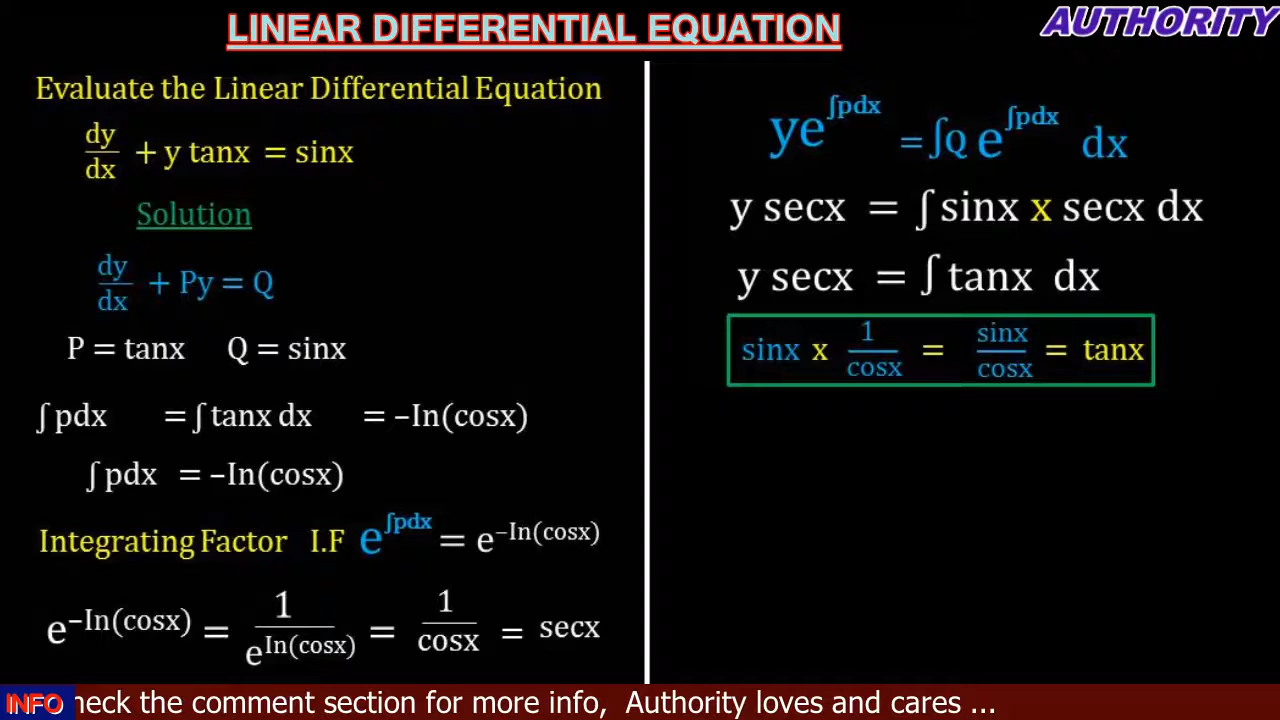 LINEAR DIFFERENTIAL EQUATION
AUTHORITY
Evaluate the Linear Differential Equation
dy/dx + y tanx = sinx
Solution
dy/dx + Py = Q
P = tanx Q = sinx
∫pdx = ∫tanx dx = –In(cosx)
∫pdx = –In(cosx)
Integrating Factor I.F e^∫pdx = e^–In(cosx)
e^–In(cosx) = 1/e^In(cosx) = 1/cosx = secx
ye^∫pdx = ∫Q e^∫pdx dx
y secx = ∫sinx x secx dx
y secx = ∫tanx dx
sinx x 1/cosx = sinx/cosx = tanx
INFO heck the comment section for more info, Authority loves and cares ...